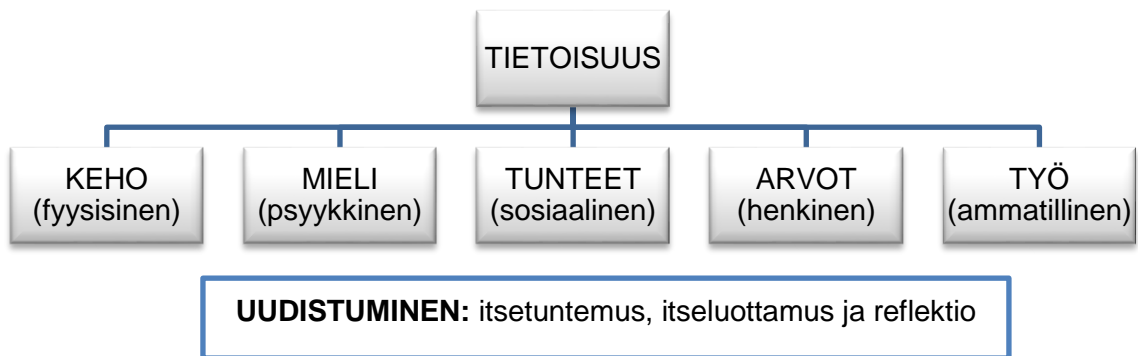 TIETOISUUS
KEHO
(fyysisinen)
MIELI
(psyykkinen)
TUNTEET
(sosiaalinen)
ARVOT
(henkinen)
TYÖ
(ammatillinen)
UUDISTUMINEN: itsetuntemus, itseluottamus ja reflektio